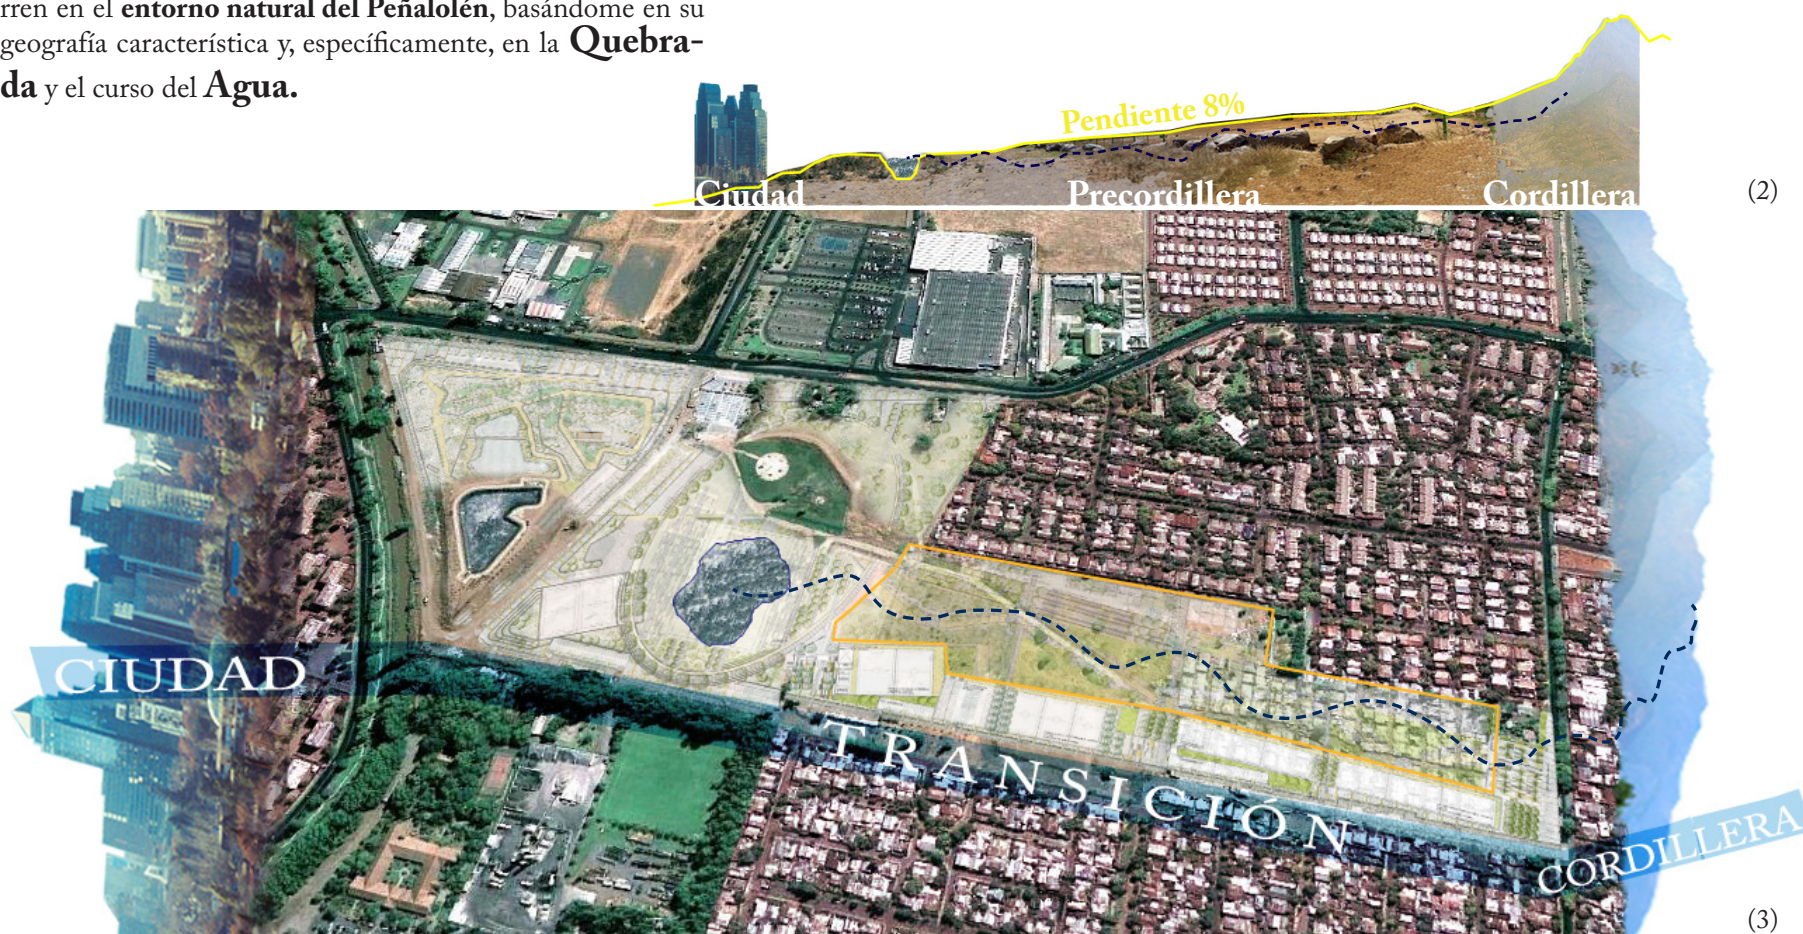 rren en el entorno natural del Peñalolén, basándome en su
geografía característica y, específicamente, en la Quebra-
da y el curso del Agua.
Pendiente 8%
Ciudad
Precordillera
Cordillera
(2)
CIUDAD
TRANSICIÓN
CORDILLERA
(3)